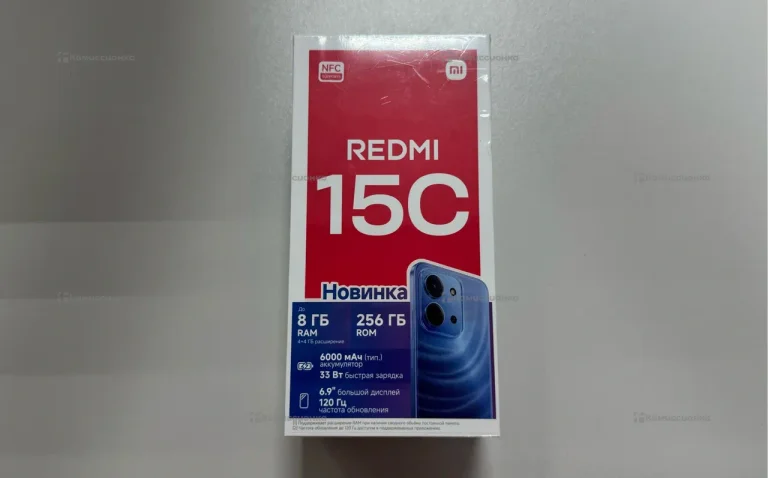 NFC
REDMI
15C
Новинка
До
8 ГБ
RAM
4+4 ГБ расширение
256 ГБ
ROM
6000 мАч (тип.)
аккумулятор
33 Вт быстрая зарядка
6.9" большой дисплей
120 Гц
частота обновления
Комиссионко